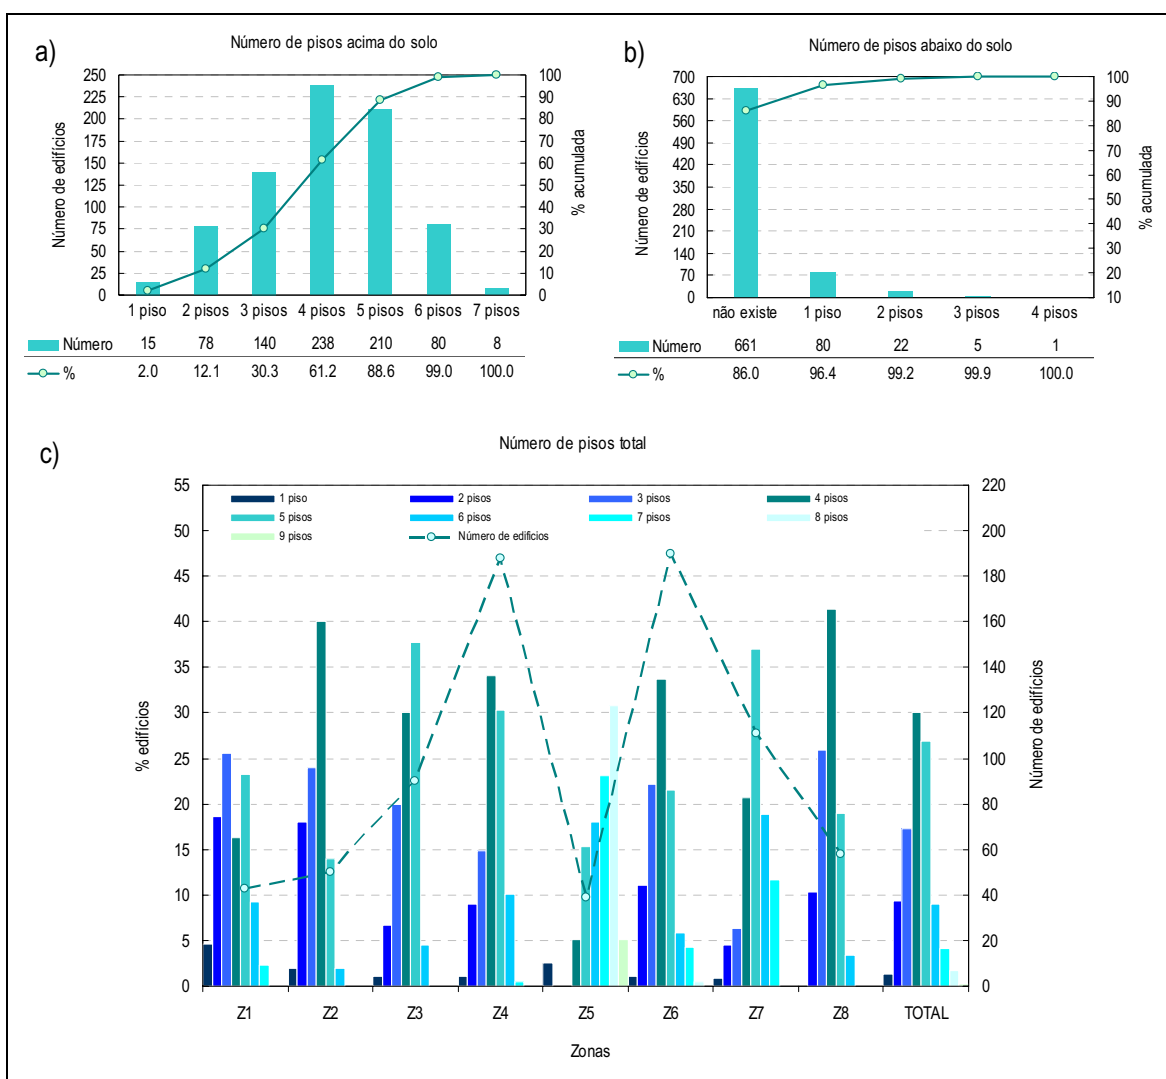 a)
Número de pisos acima do solo
Número de edifícios
250
225
200
175
150
125
100
75
50
25
0
100
90
80
70
60
50
40
30
20
10
0
% acumulada
1 piso 2 pisos 3 pisos 4 pisos 5 pisos 6 pisos 7 pisos
Número 15 78 140 238 210 80 8
% 2.0 12.1 30.3 61.2 88.6 99.0 100.0
b)
Número de pisos abaixo do solo
Número de edifícios
700
630
560
490
420
350
280
210
140
70
0
100
90
80
70
60
50
40
30
20
10
% acumulada
não existe 1 piso 2 pisos 3 pisos 4 pisos
Número 661 80 22 5 1
% 86.0 96.4 99.2 99.9 100.0
c)
Número de pisos total
% edifícios
55
50
45
40
35
30
25
20
15
10
5
0
1 piso 2 pisos 3 pisos 4 pisos
5 pisos 6 pisos 7 pisos 8 pisos
9 pisos Número de edifícios
220
200
180
160
140
120
100
80
60
40
20
0
Número de edifícios
Z1 Z2 Z3 Z4 Z5 Z6 Z7 Z8 TOTAL
Zonas